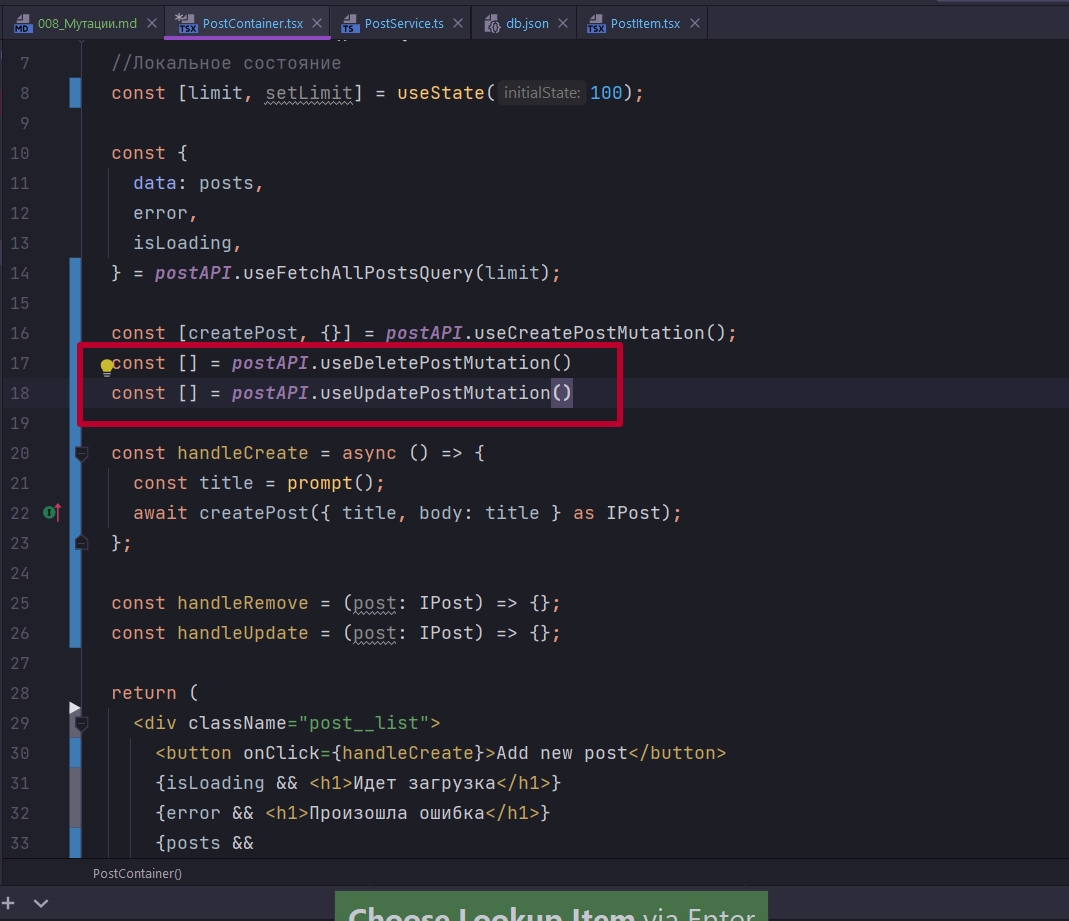 008_Мутации.md PostContainer.tsx PostService.ts db.json PostItem.tsx
7 //Локальное состояние
8 const [limit, setLimit] = useState( initialState: 100);
9
10 const {
11 data: posts,
12 error,
13 isLoading,
14 } = postAPI.useFetchAllPostsQuery(limit);
15
16 const [createPost, {}] = postAPI.useCreatePostMutation();
17 const [] = postAPI.useDeletePostMutation()
18 const [] = postAPI.useUpdatePostMutation()
19
20 const handleCreate = async () => {
21 const title = prompt();
22 await createPost({ title, body: title } as IPost);
23 };
24
25 const handleRemove = (post: IPost) => {};
26 const handleUpdate = (post: IPost) => {};
27
28 return (
29 <div className="post__list">
30 <button onClick={handleCreate}>Add new post</button>
31 {isLoading && <h1>Идет загрузка</h1>}
32 {error && <h1>Произошла ошибка</h1>}
33 {posts &&
PostContainer()
Choose Lookup Item via Enter